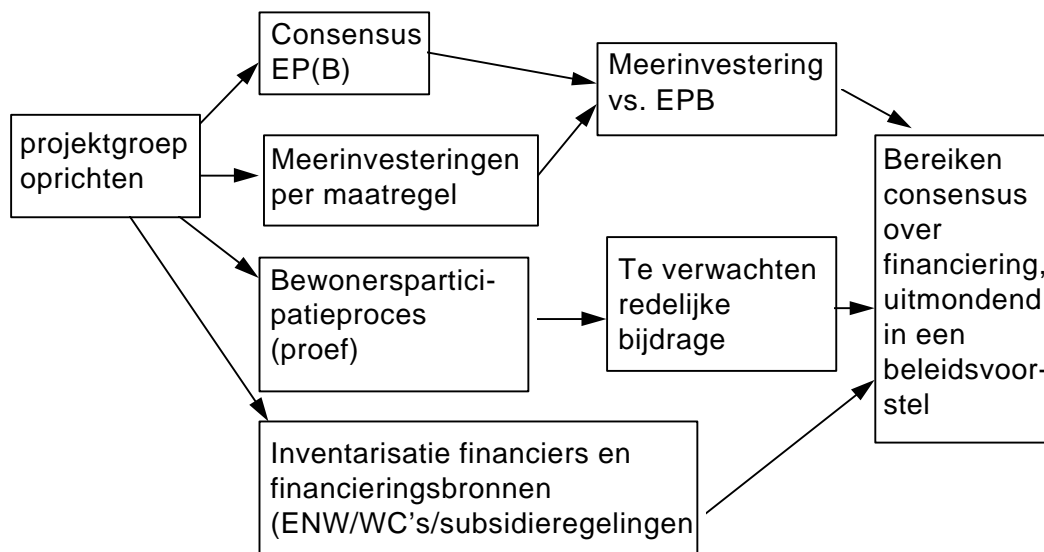 projektgroep
oprichten
Consensus
EP(B)
Meerinvesteringen
per maatregel
Bewonerspartici-
patieproces
(proef)
Inventarisatie financiers en
financieringsbronnen
(ENW/WC's/subsidieregelingen
Meerinvestering
vs. EPB
Te verwachten
redelijke
bijdrage
Bereiken
consensus
over
financiering,
uitmondend
in een
beleidsvoor-
stel